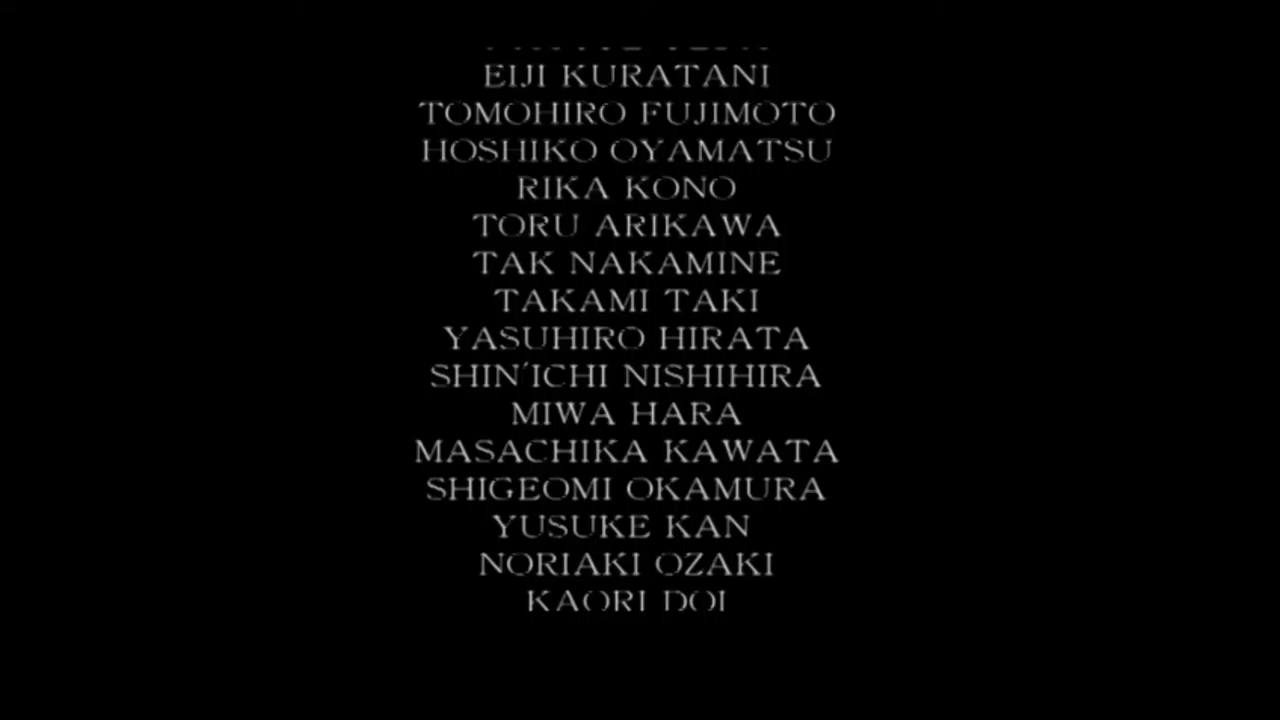 EIJI KURATANI
TOMOHIRO FUJIMOTO
HOSHIKO OYAMATSU
RIKA KONO
TORU ARIKAWA
TAK NAKAMINE
TAKAMI TAKI
YASUHIRO HIRATA
SHIN'ICHI NISHIHIRA
MIWA HARA
MASACHIKA KAWATA
SHIGEOMI OKAMURA
YUSUKE KAN
NORIAKI OZAKI
KAORI DOI